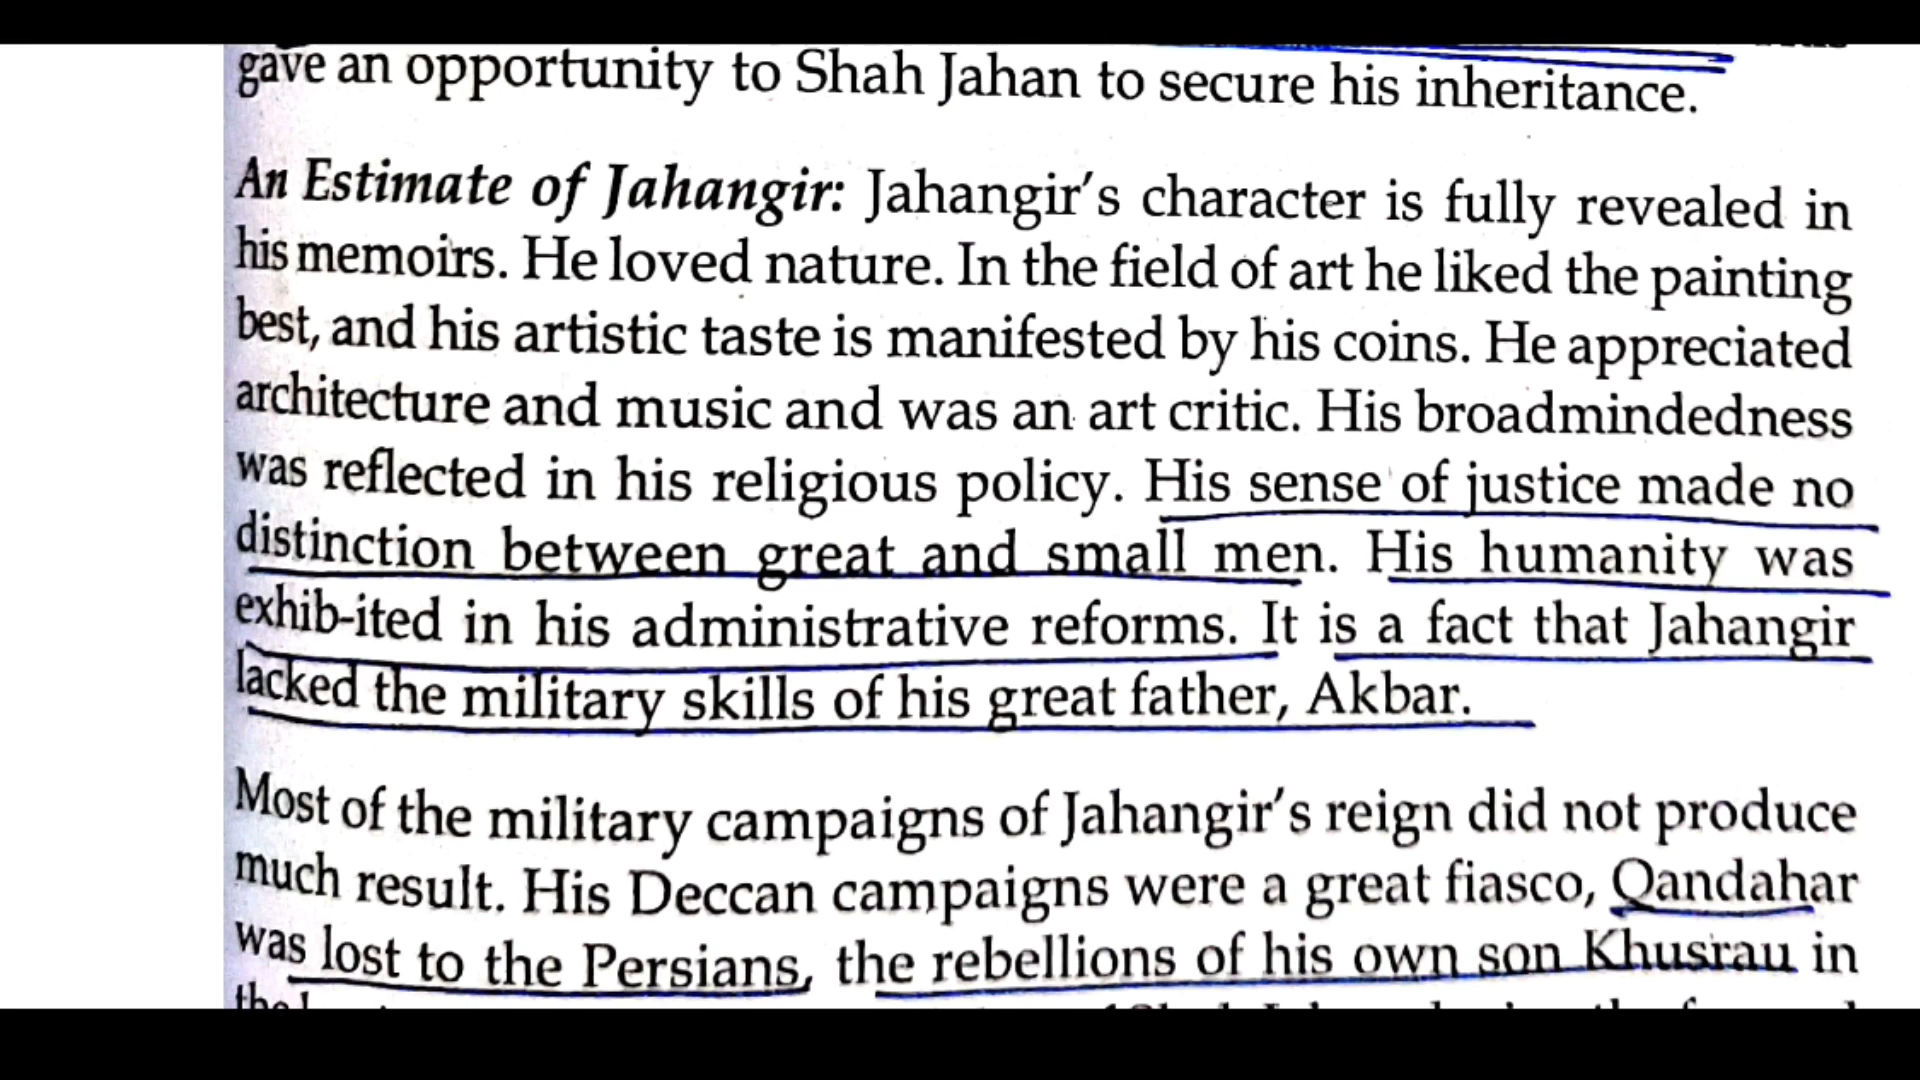 gave an opportunity to Shah Jahan to secure his inheritance.
An Estimate of Jahangir: Jahangir's character is fully revealed in
his memoirs. He loved nature. In the field of art he liked the painting
best, and his artistic taste is manifested by his coins. He appreciated
architecture and music and was an art critic. His broadmindedness
was reflected in his religious policy. His sense of justice made no
distinction between great and small men. His humanity was
exhib-ited in his administrative reforms. It is a fact that Jahangir
lacked the military skills of his great father, Akbar.
Most of the military campaigns of Jahangir's reign did not produce
much result. His Deccan campaigns were a great fiasco, Qandahar
was lost to the Persians, the rebellions of his own son Khusrau in